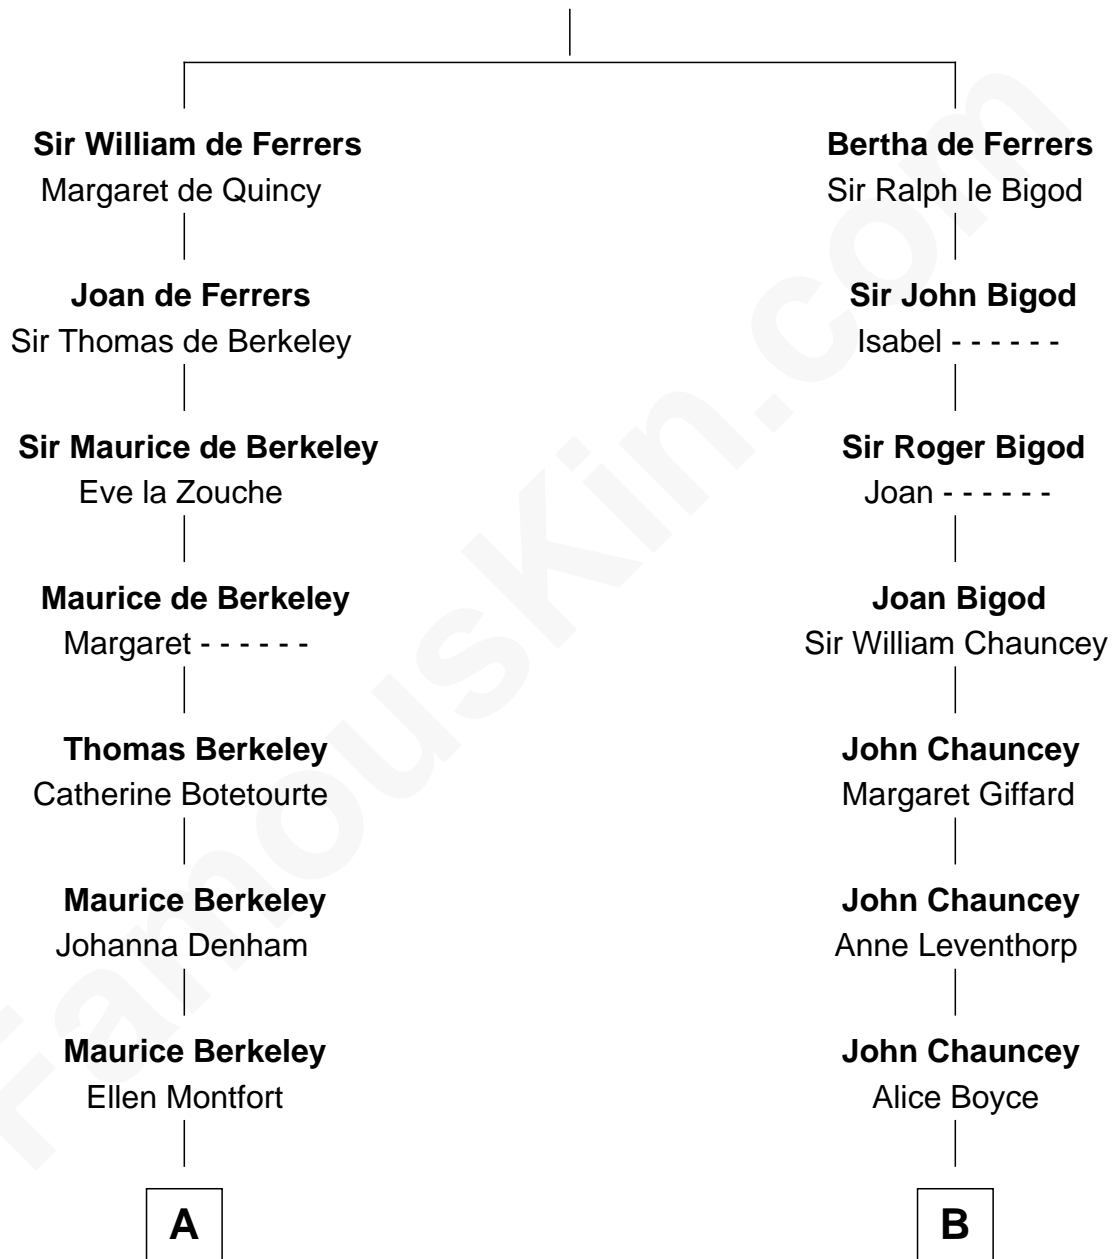 Sir William de Ferrers
Margaret de Quincy
Joan de Ferrers
Sir Thomas de Berkeley
Sir Maurice de Berkeley
Eve la Zouche
Maurice de Berkeley
Margaret - - - - - -
Thomas Berkeley
Catherine Botetourte
Maurice Berkeley
Johanna Denham
Maurice Berkeley
Ellen Montfort
A
Bertha de Ferrers
Sir Ralph le Bigod
Sir John Bigod
Isabel - - - - - -
Sir Roger Bigod
Joan - - - - - -
Joan Bigod
Sir William Chauncey
John Chauncey
Margaret Giffard
John Chauncey
Anne Leventhorp
John Chauncey
Alice Boyce
B
FamousKin.com